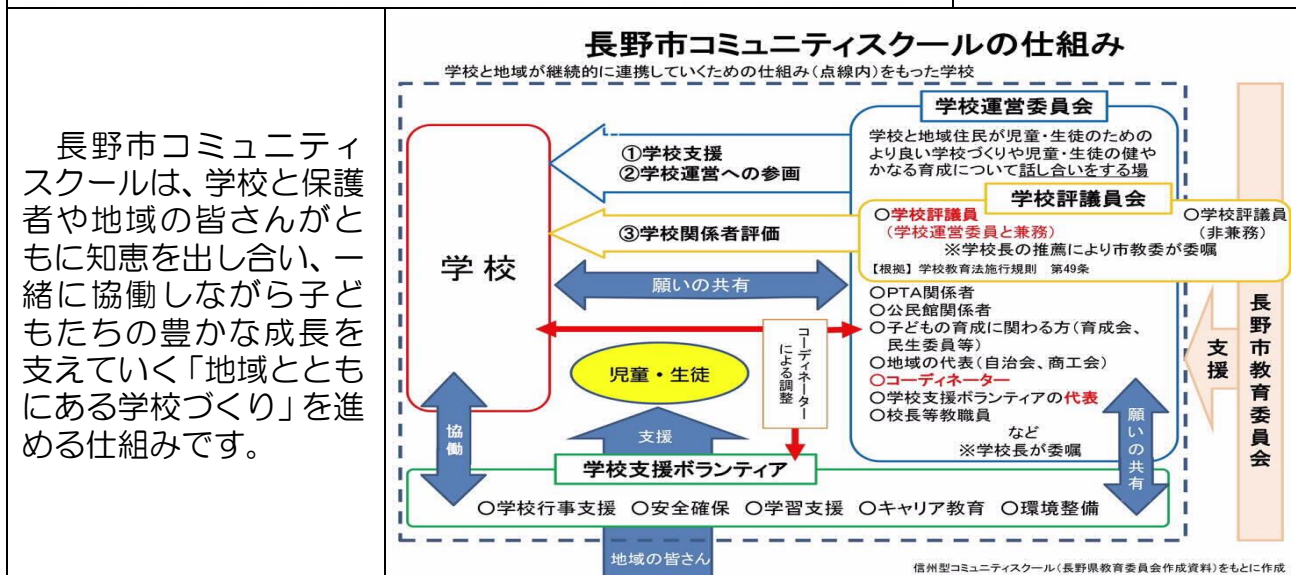 長野市コミュニティ
スクールは、学校と保護
者や地域の皆さんがと
もに知恵を出し合い、一
緒に協働しながら子ど
もたちの豊かな成長を
支えていく「地域ととも
にある学校づくり」を進
める仕組みです。
長野市コミュニティスクールの仕組み
学校と地域が継続的に連携していくための仕組み(点線内)をもった学校
学校
①学校支援
②学校運営への参画
③学校関係者評価
願いの共有
学校運営委員会
学校と地域住民が児童・生徒のための
より良い学校づくりや児童・生徒の健や
かなる育成について話し合いをする場
学校評議員会
○学校評議員
(学校運営委員と兼務)
○学校評議員
(非兼務)
※学校長の推薦により市教委が委嘱
【根拠】 学校教育法施行規則 第49条
○PTA関係者
○公民館関係者
○子どもの育成に関わる方(育成会、
民生委員等)
○地域の代表(自治会、商工会)
○コーディネーター
○学校支援ボランティアの代表
○校長等教職員
など
※学校長が委嘱
コーディネーター
による調整
児童・生徒
支援
協働
願いの共有
学校支援ボランティア
○学校行事支援 ○安全確保 ○学習支援 ○キャリア教育 ○環境整備
地域の皆さん
支援
長野市教育委員会
信州型コミュニティスクール(長野県教育委員会作成資料)をもとに作成